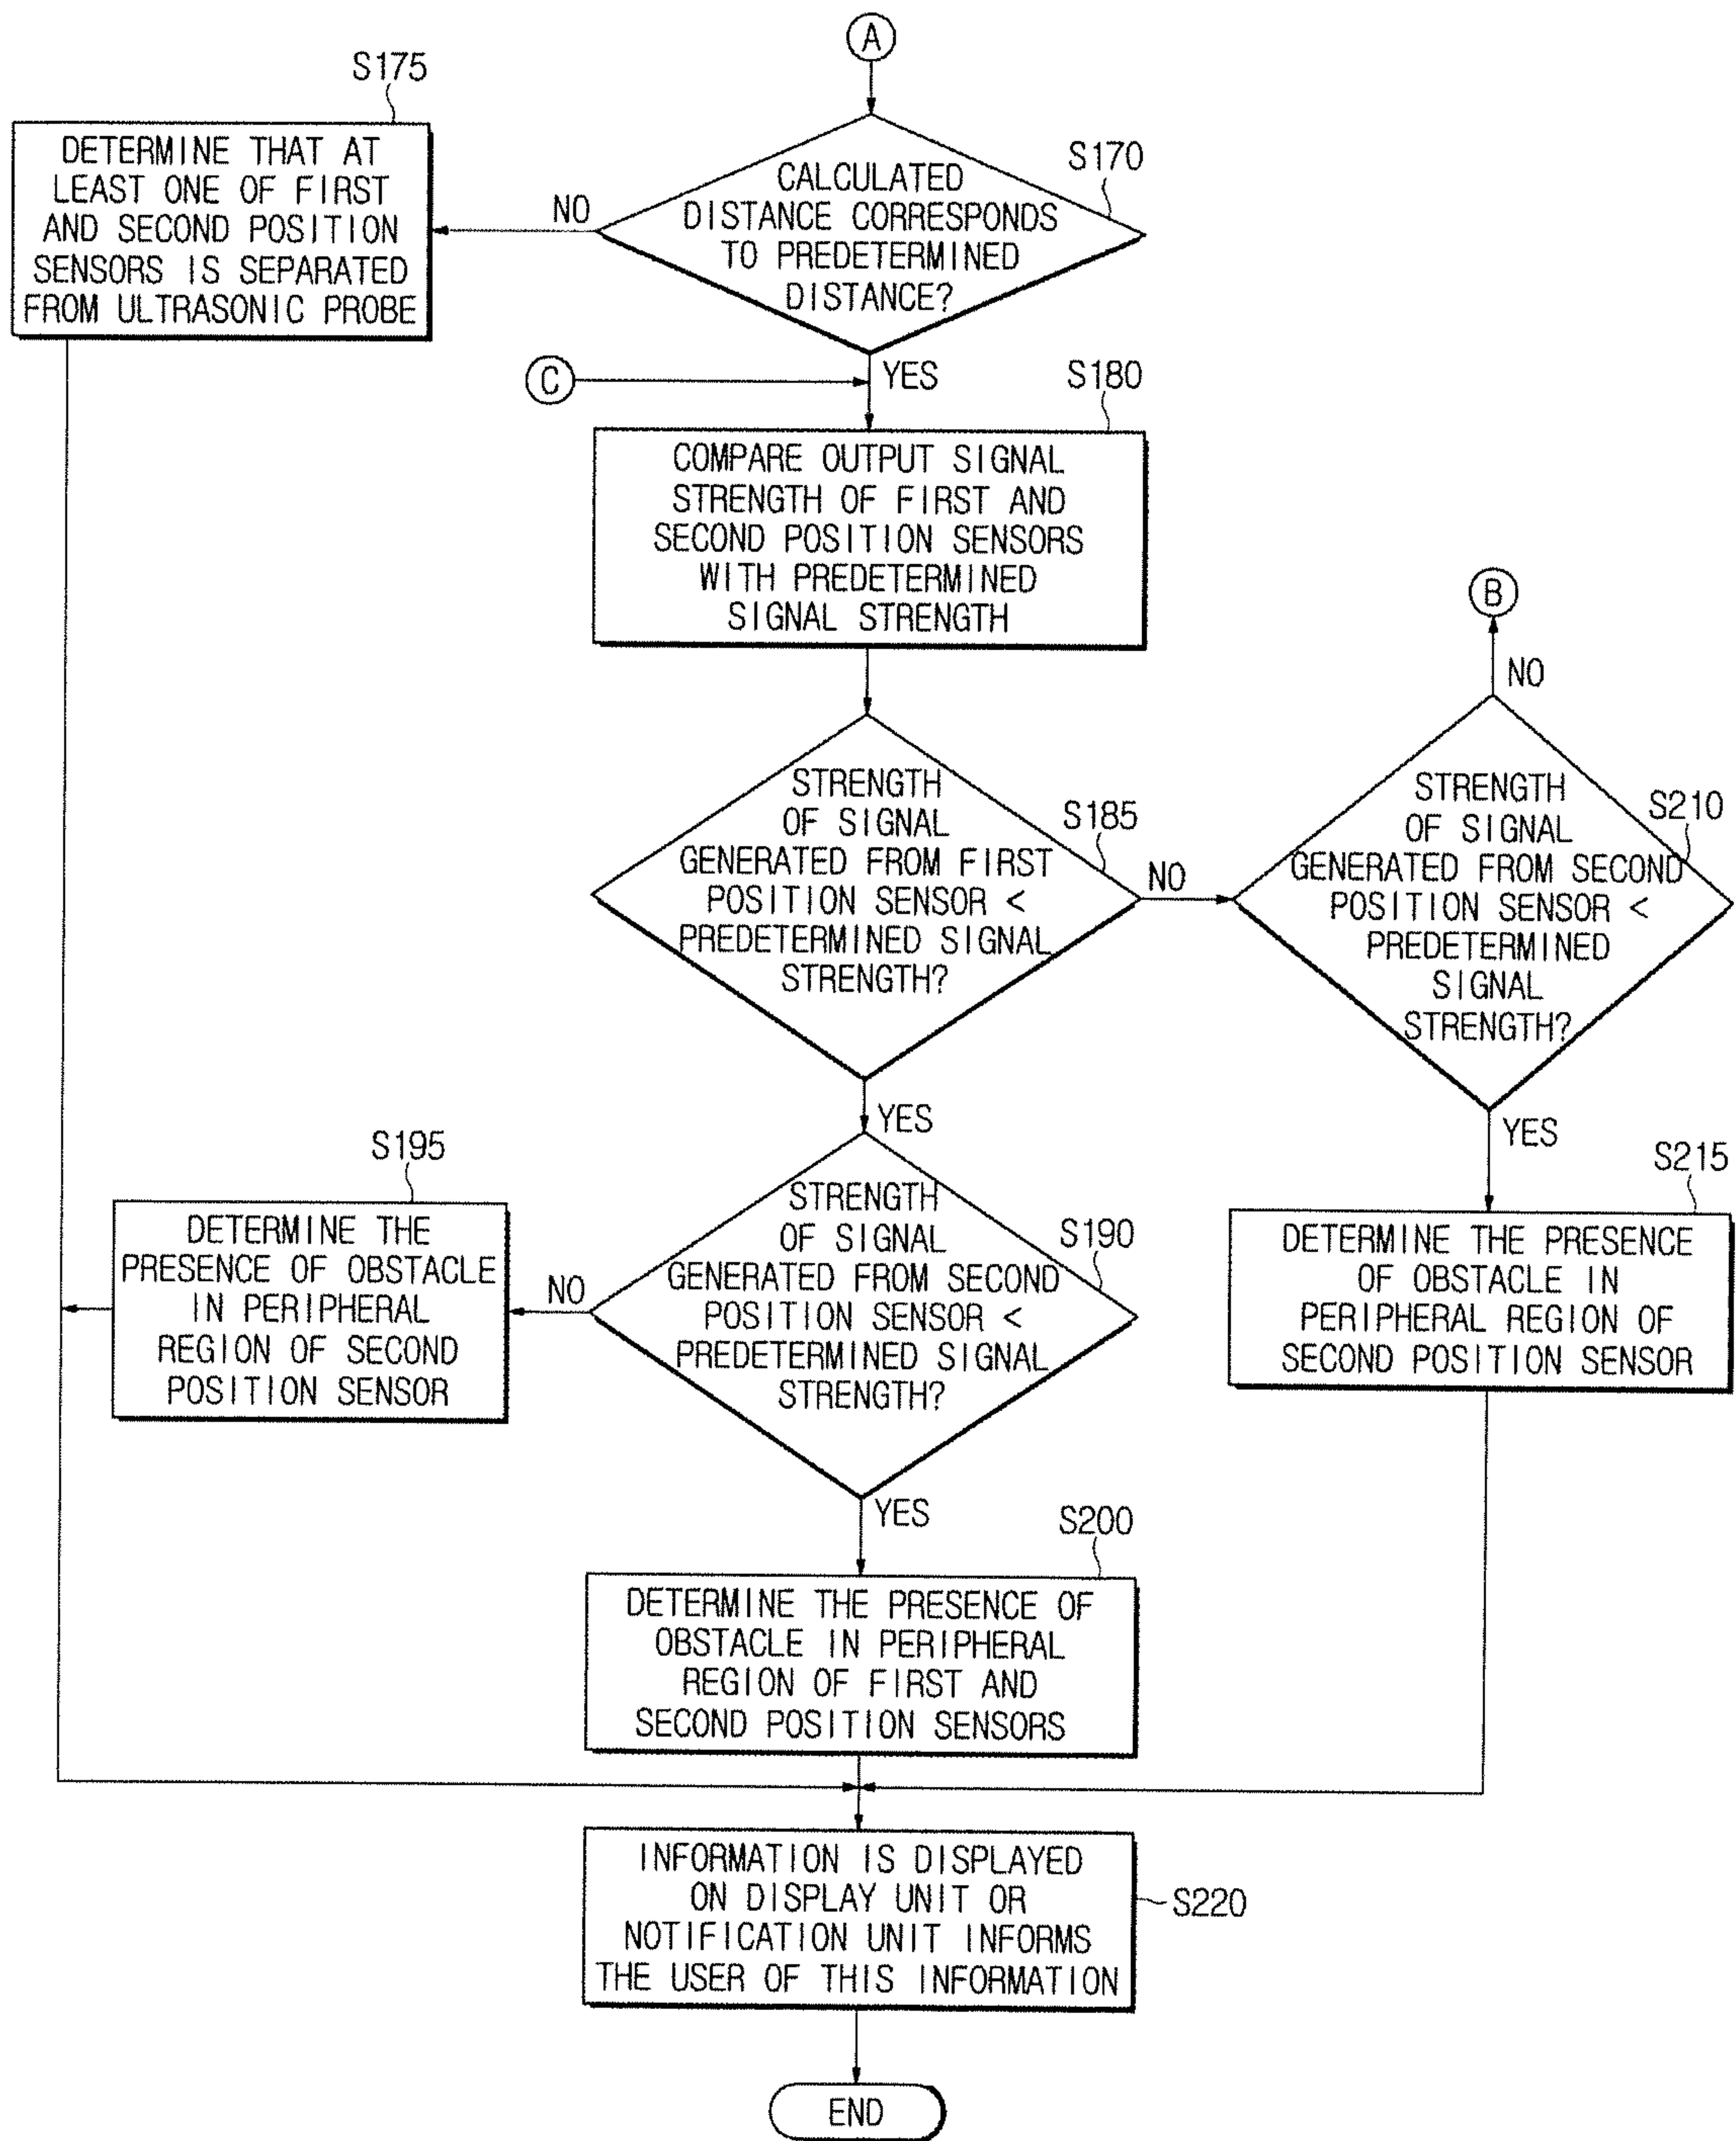 A
S175
DETERMINE THAT AT
LEAST ONE OF FIRST
AND SECOND POSITION
SENSORS IS SEPARATED
FROM ULTRASONIC PROBE
NO
S170
CALCULATED
DISTANCE CORRESPONDS
TO PREDETERMINED
DISTANCE?
YES
C
S180
COMPARE OUTPUT SIGNAL
STRENGTH OF FIRST AND
SECOND POSITION SENSORS
WITH PREDETERMINED
SIGNAL STRENGTH
B
NO
STRENGTH
OF SIGNAL
GENERATED FROM FIRST
POSITION SENSOR <
PREDETERMINED SIGNAL
STRENGTH?
S185
NO
STRENGTH
OF SIGNAL
GENERATED FROM SECOND
POSITION SENSOR <
PREDETERMINED
SIGNAL
STRENGTH?
S210
YES
YES
S195
DETERMINE THE
PRESENCE OF OBSTACLE
IN PERIPHERAL
REGION OF SECOND
POSITION SENSOR
NO
STRENGTH
OF SIGNAL
GENERATED FROM SECOND
POSITION SENSOR <
PREDETERMINED SIGNAL
STRENGTH?
S190
S215
DETERMINE THE PRESENCE
OF OBSTACLE IN
PERIPHERAL REGION OF
SECOND POSITION SENSOR
YES
S200
DETERMINE THE PRESENCE OF
OBSTACLE IN PERIPHERAL
REGION OF FIRST AND
SECOND POSITION SENSORS
INFORMATION IS DISPLAYED
ON DISPLAY UNIT OR
NOTIFICATION UNIT INFORMS
THE USER OF THIS INFORMATION
S220
END